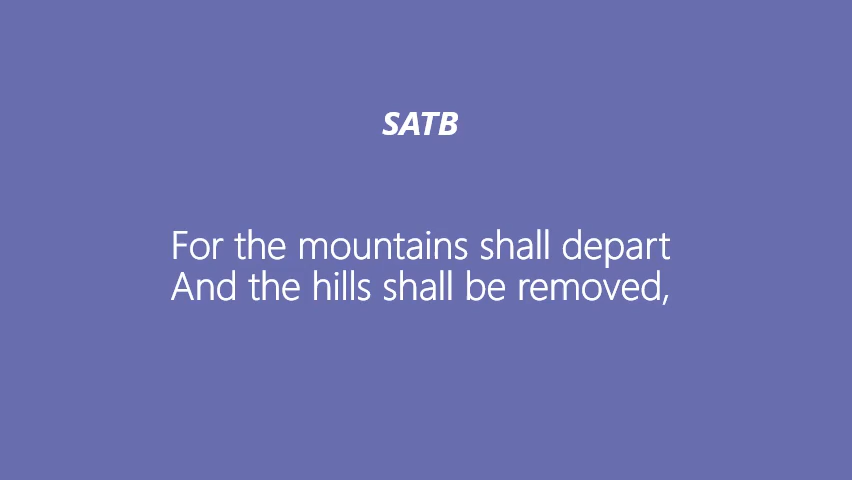 SATB
For the mountains shall depart
And the hills shall be removed,